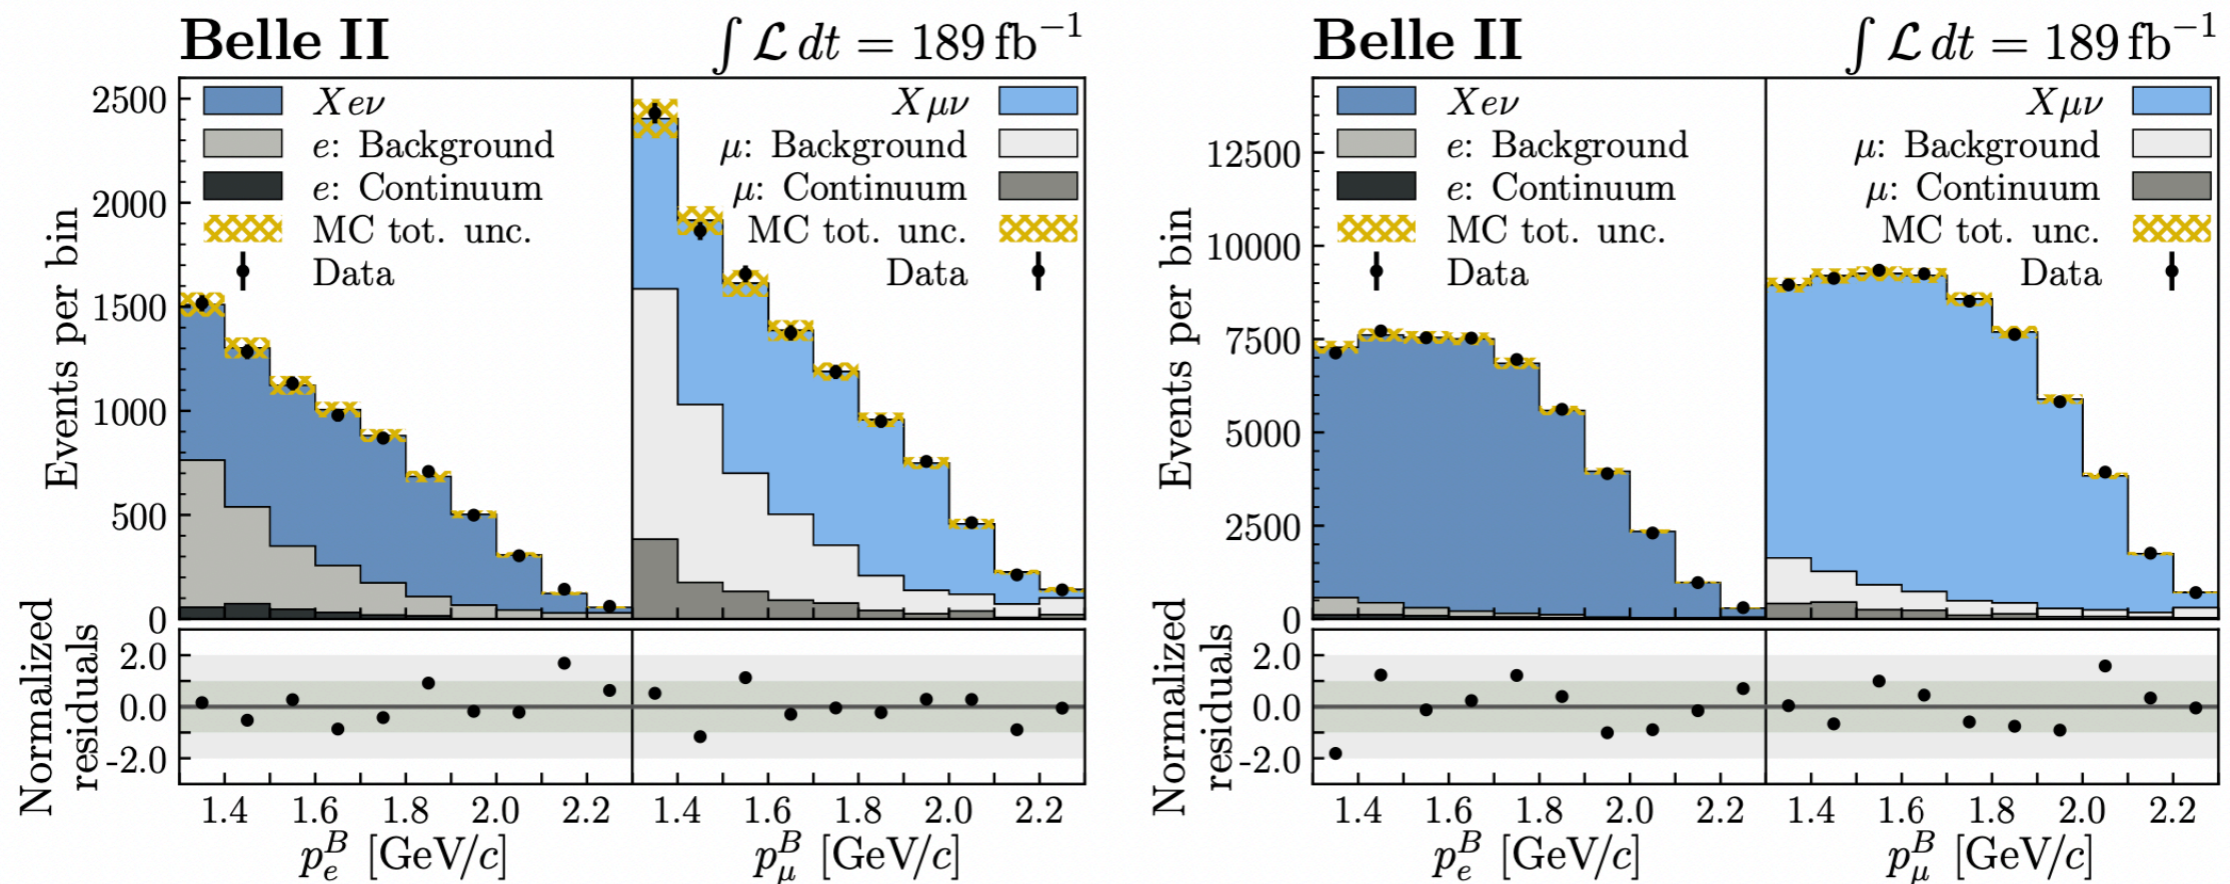 Belle II ∫ ℒ dt = 189 fb⁻¹
Xeν Xμν
e: Background μ: Background
e: Continuum μ: Continuum
MC tot. unc. MC tot. unc.
Data Data
Events per bin
2500
2000
1500
1000
500
0
Normalized residuals
2.0
0.0
-2.0
1.4 1.6 1.8 2.0 2.2 1.4 1.6 1.8 2.0 2.2
p_e^B [GeV/c] p_μ^B [GeV/c]
Belle II ∫ ℒ dt = 189 fb⁻¹
Xeν Xμν
e: Background μ: Background
e: Continuum μ: Continuum
MC tot. unc. MC tot. unc.
Data Data
Events per bin
12500
10000
7500
5000
2500
0
Normalized residuals
2.0
0.0
-2.0
1.4 1.6 1.8 2.0 2.2 1.4 1.6 1.8 2.0 2.2
p_e^B [GeV/c] p_μ^B [GeV/c]